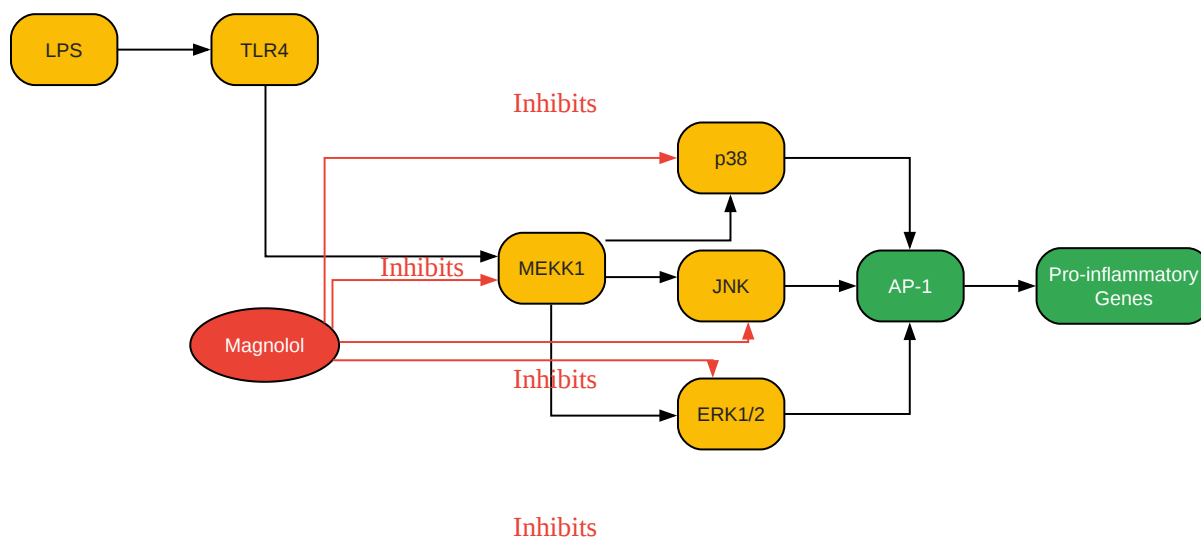 LPS
TLR4
Inhibits
p38
MEKK1
Inhibits
JNK
AP-1
Pro-inflammatory
Genes
Magnolol
Inhibits
ERK1/2
Inhibits